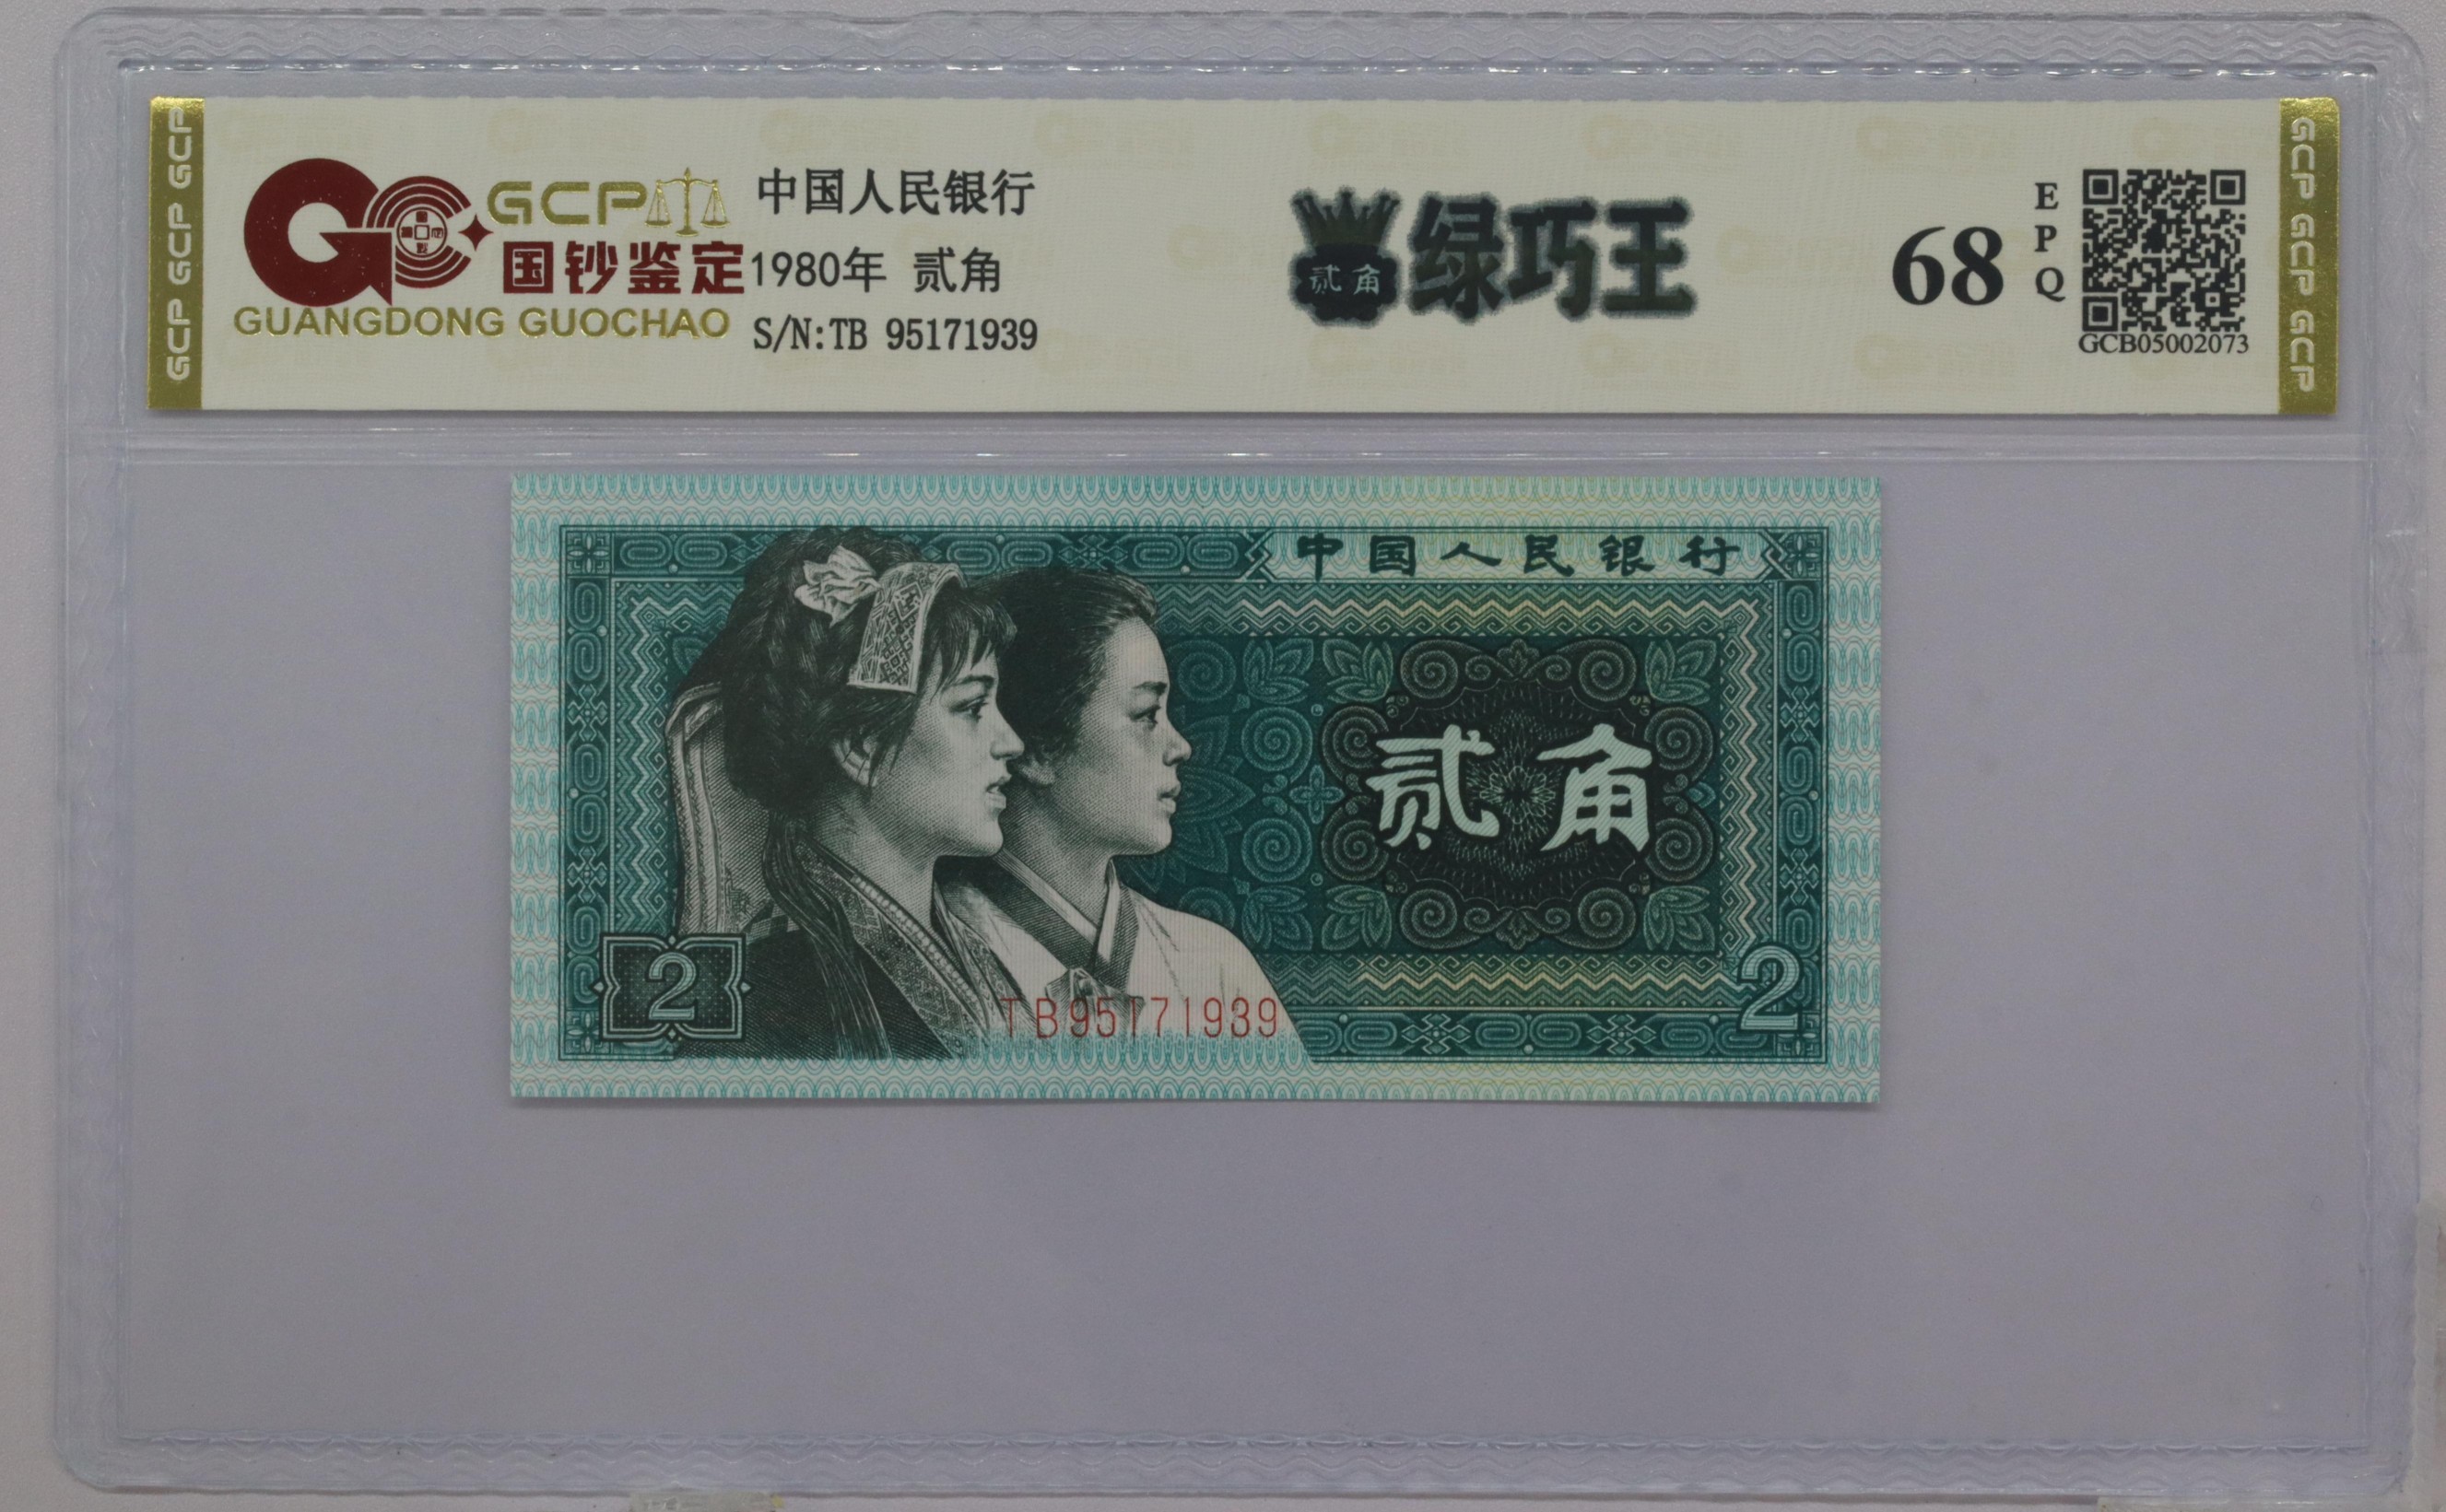 GCP GCP GCP
GCP
国钞鉴定
GUANGDONG GUOCHAO
中国人民银行
1980年 贰角
S/N:TB 95171939
贰角
绿巧王
68
EPQ
GCB05002073
GCP GCP GCP
中国人民银行
贰角
2
TB95171939
2